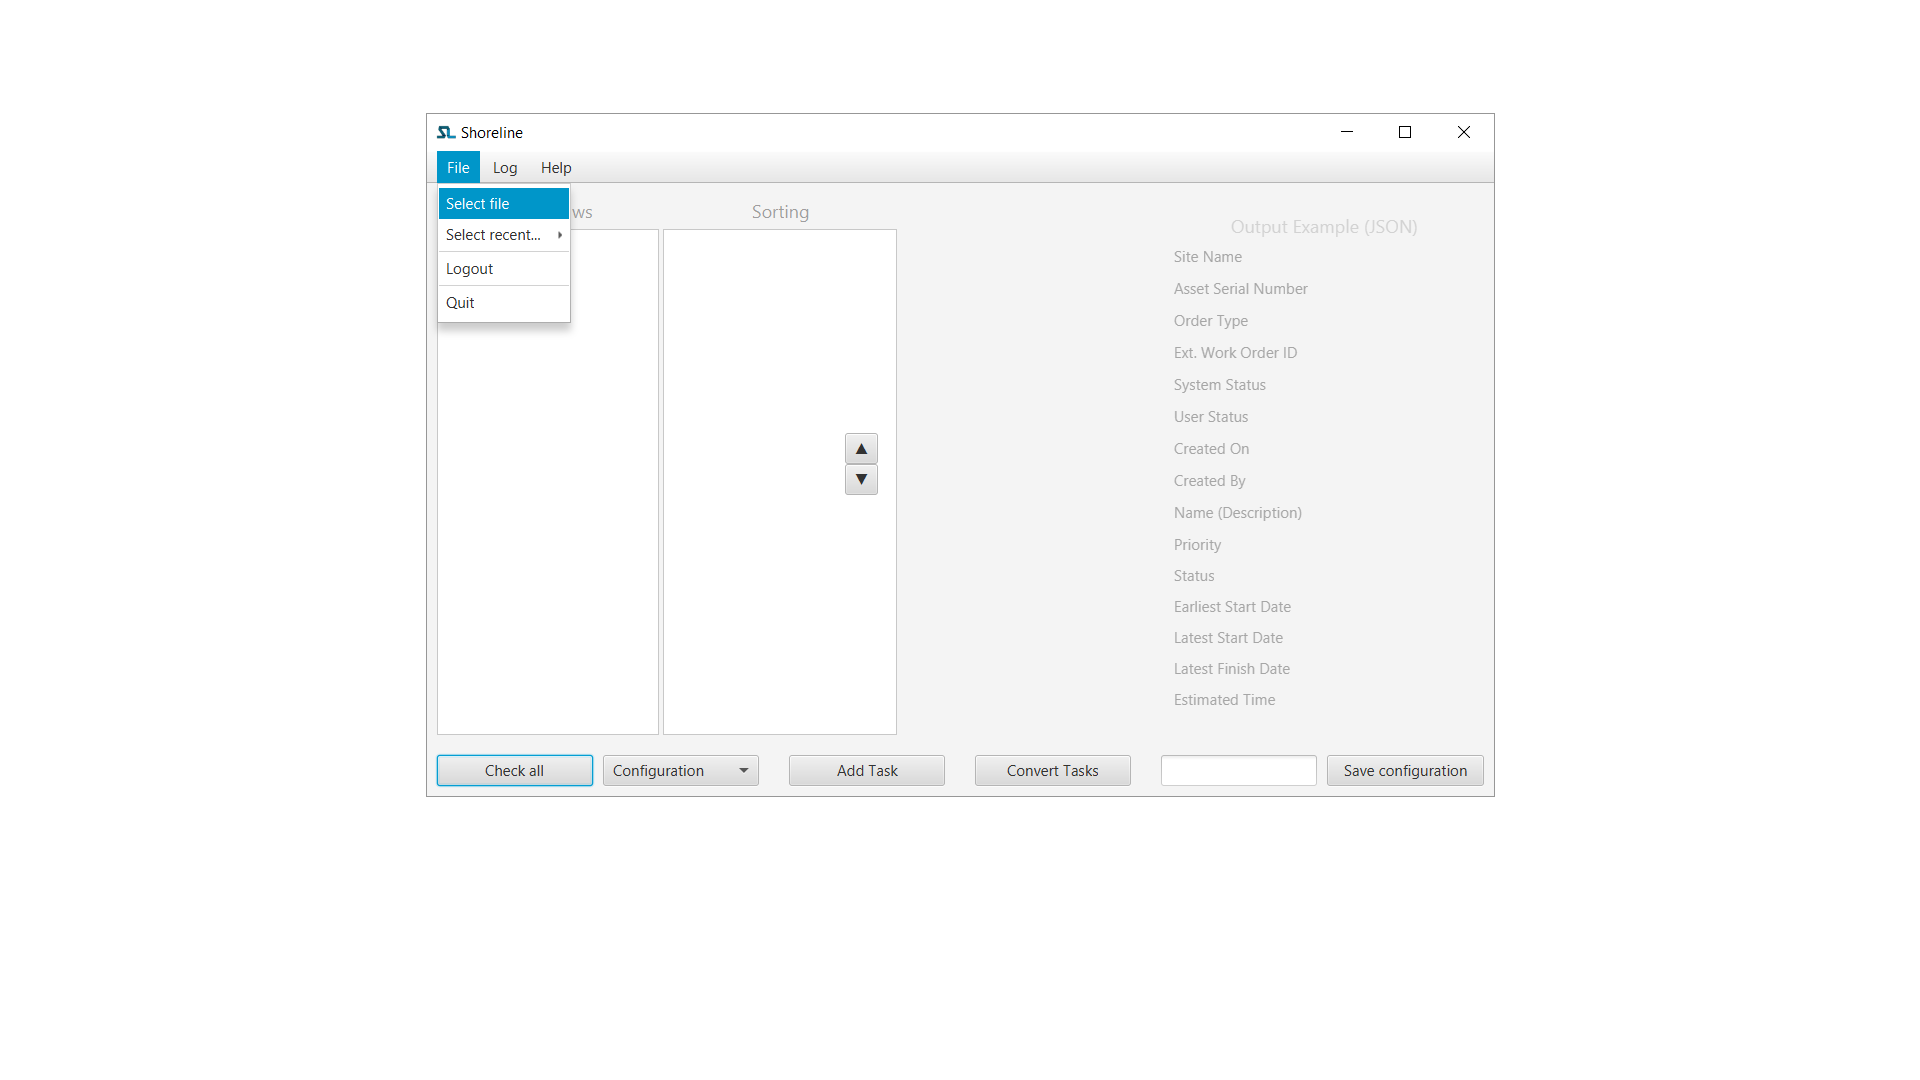 Shoreline
File Log Help
Select file
Select recent...
Logout
Quit
Sorting
Output Example (JSON)
Site Name
Asset Serial Number
Order Type
Ext. Work Order ID
System Status
User Status
Created On
Created By
Name (Description)
Priority
Status
Earliest Start Date
Latest Start Date
Latest Finish Date
Estimated Time
Check all Configuration Add Task Convert Tasks Save configuration